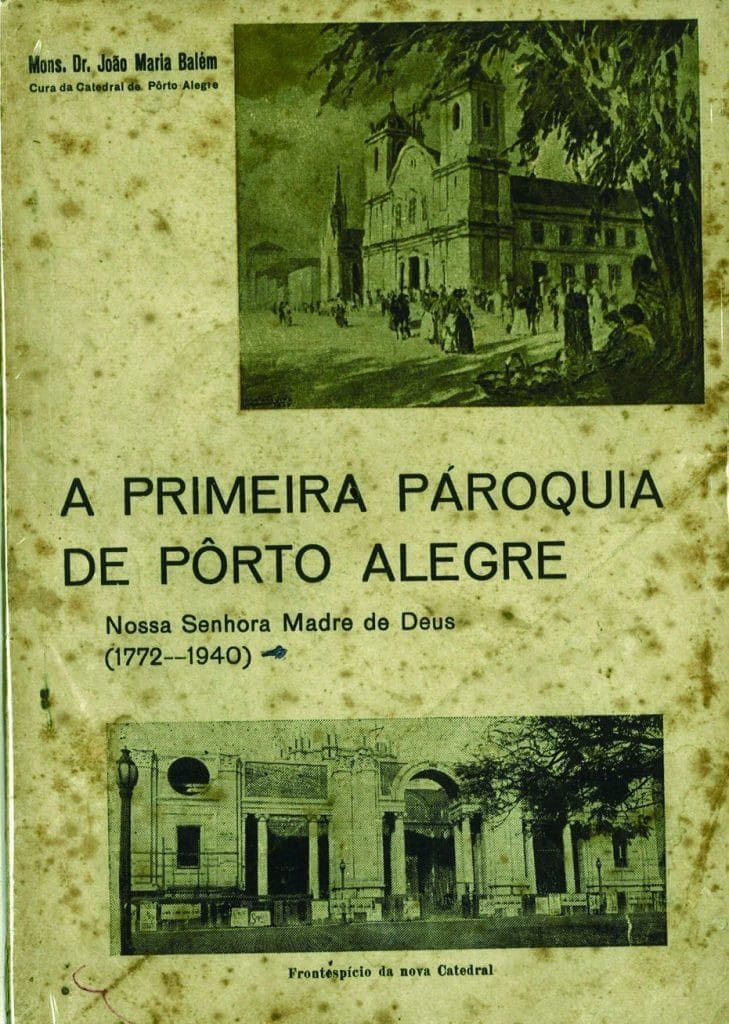 Mons. Dr. João Maria Balém
Cura da Catedral de Pôrto Alegre
A PRIMEIRA PÁROQUIA
DE PÔRTO ALEGRE
Nossa Senhora Madre de Deus
(1772--1940)
Frontespício da nova Catedral